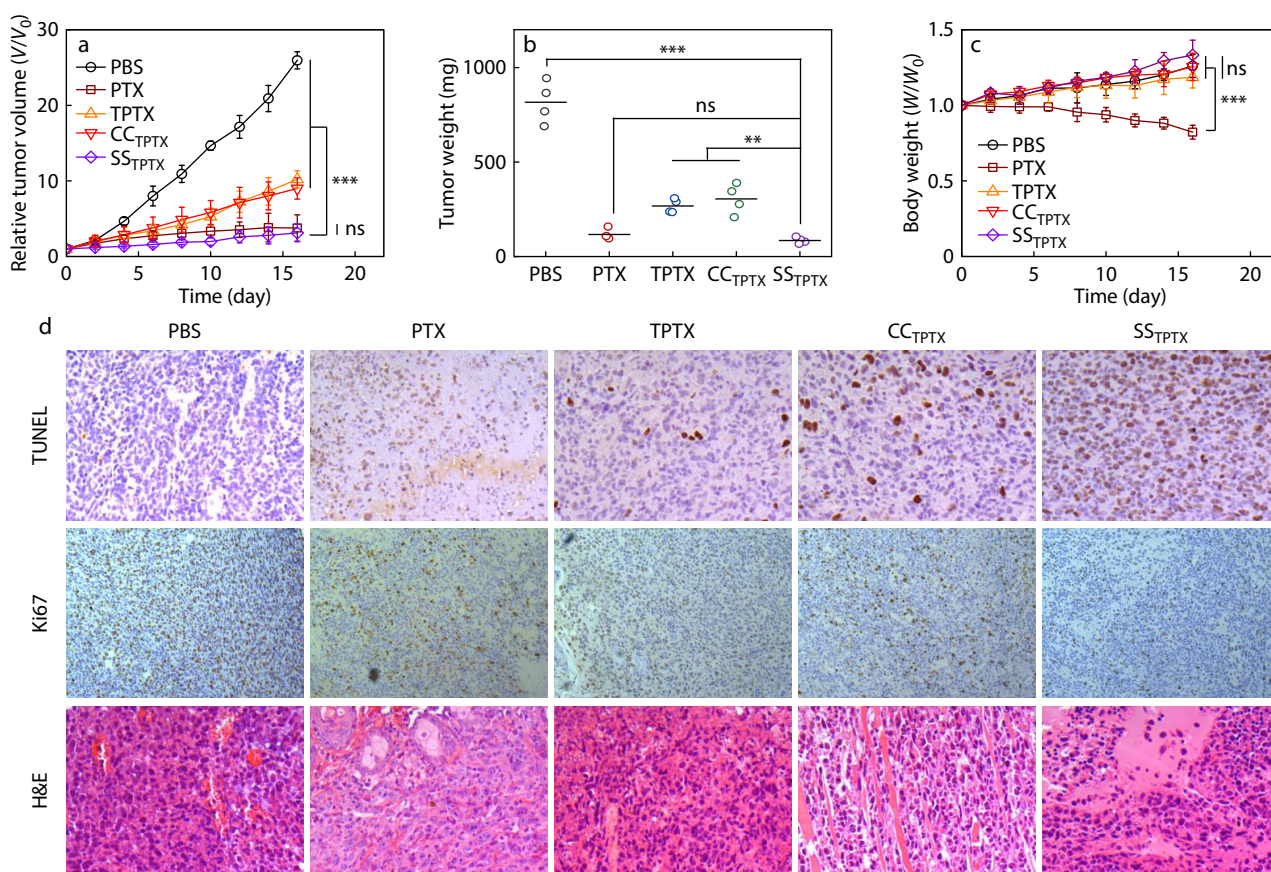 a
Relative tumor volume (V/V0)
30
20
10
0
PBS
PTX
TPTX
CCTPTX
SSTPTX
***
ns
0
5
10
15
20
Time (day)
b
Tumor weight (mg)
1000
500
0
***
ns
**
PBS
PTX
TPTX
CCTPTX
SSTPTX
c
Body weight (W/W0)
1.5
1.0
0.5
0
ns
***
PBS
PTX
TPTX
CCTPTX
SSTPTX
0
5
10
15
20
Time (day)
d
PBS
PTX
TPTX
CCTPTX
SSTPTX
TUNEL
Ki67
H&E